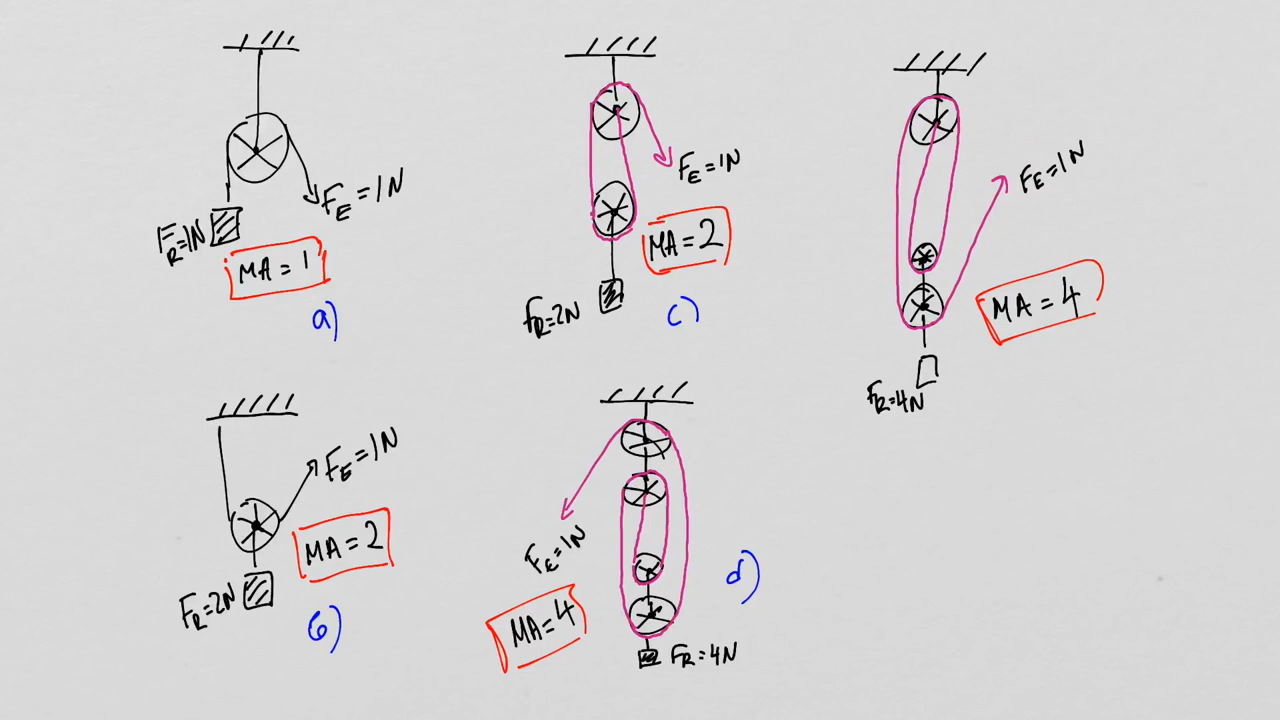 F_E=1N
F_R=1N
MA=1
a)
F_E=1N
MA=2
F_R=2N
c)
F_E=1N
MA=4
F_R=4N
F_E=1N
MA=2
F_R=2N
b)
F_E=1N
MA=4
F_R=4N
d)